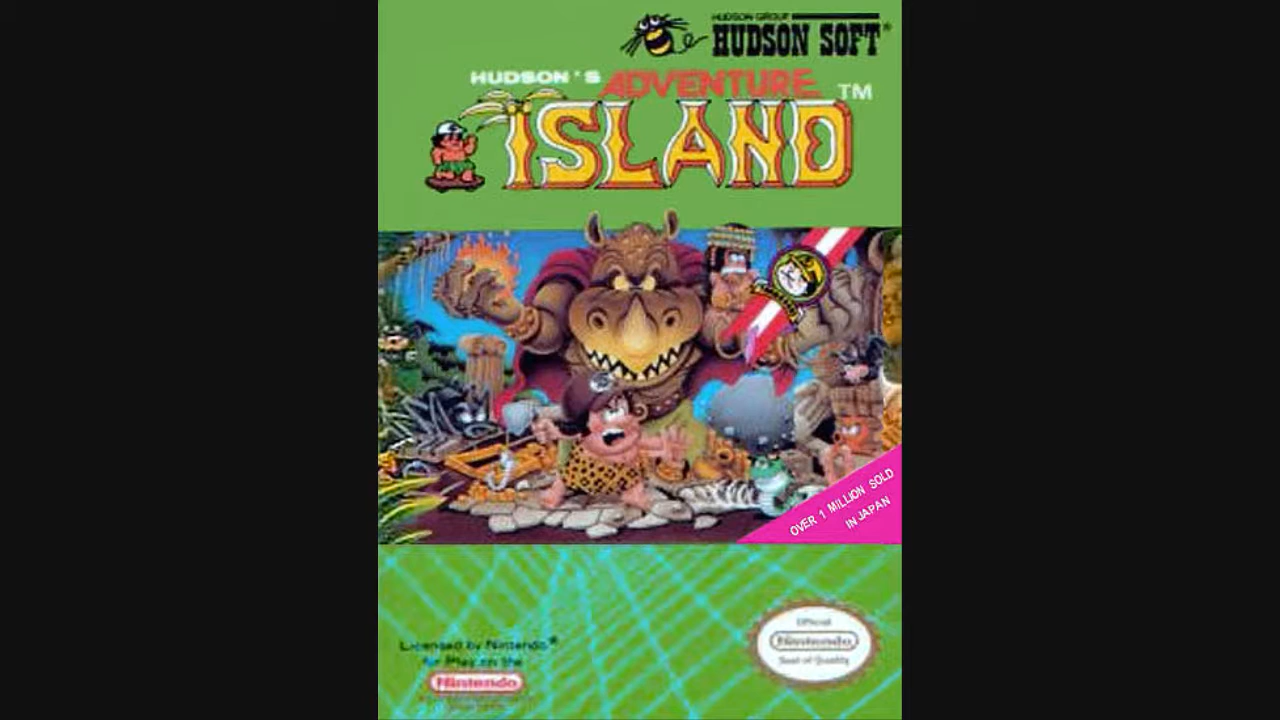 HUDSON GROUP
HUDSON SOFT®
HUDSON'S ADVENTURE
ISLAND TM
OVER 1 MILLION SOLD
IN JAPAN
Licensed by Nintendo®
for Play on the
Nintendo
Official
Nintendo
Seal of Quality